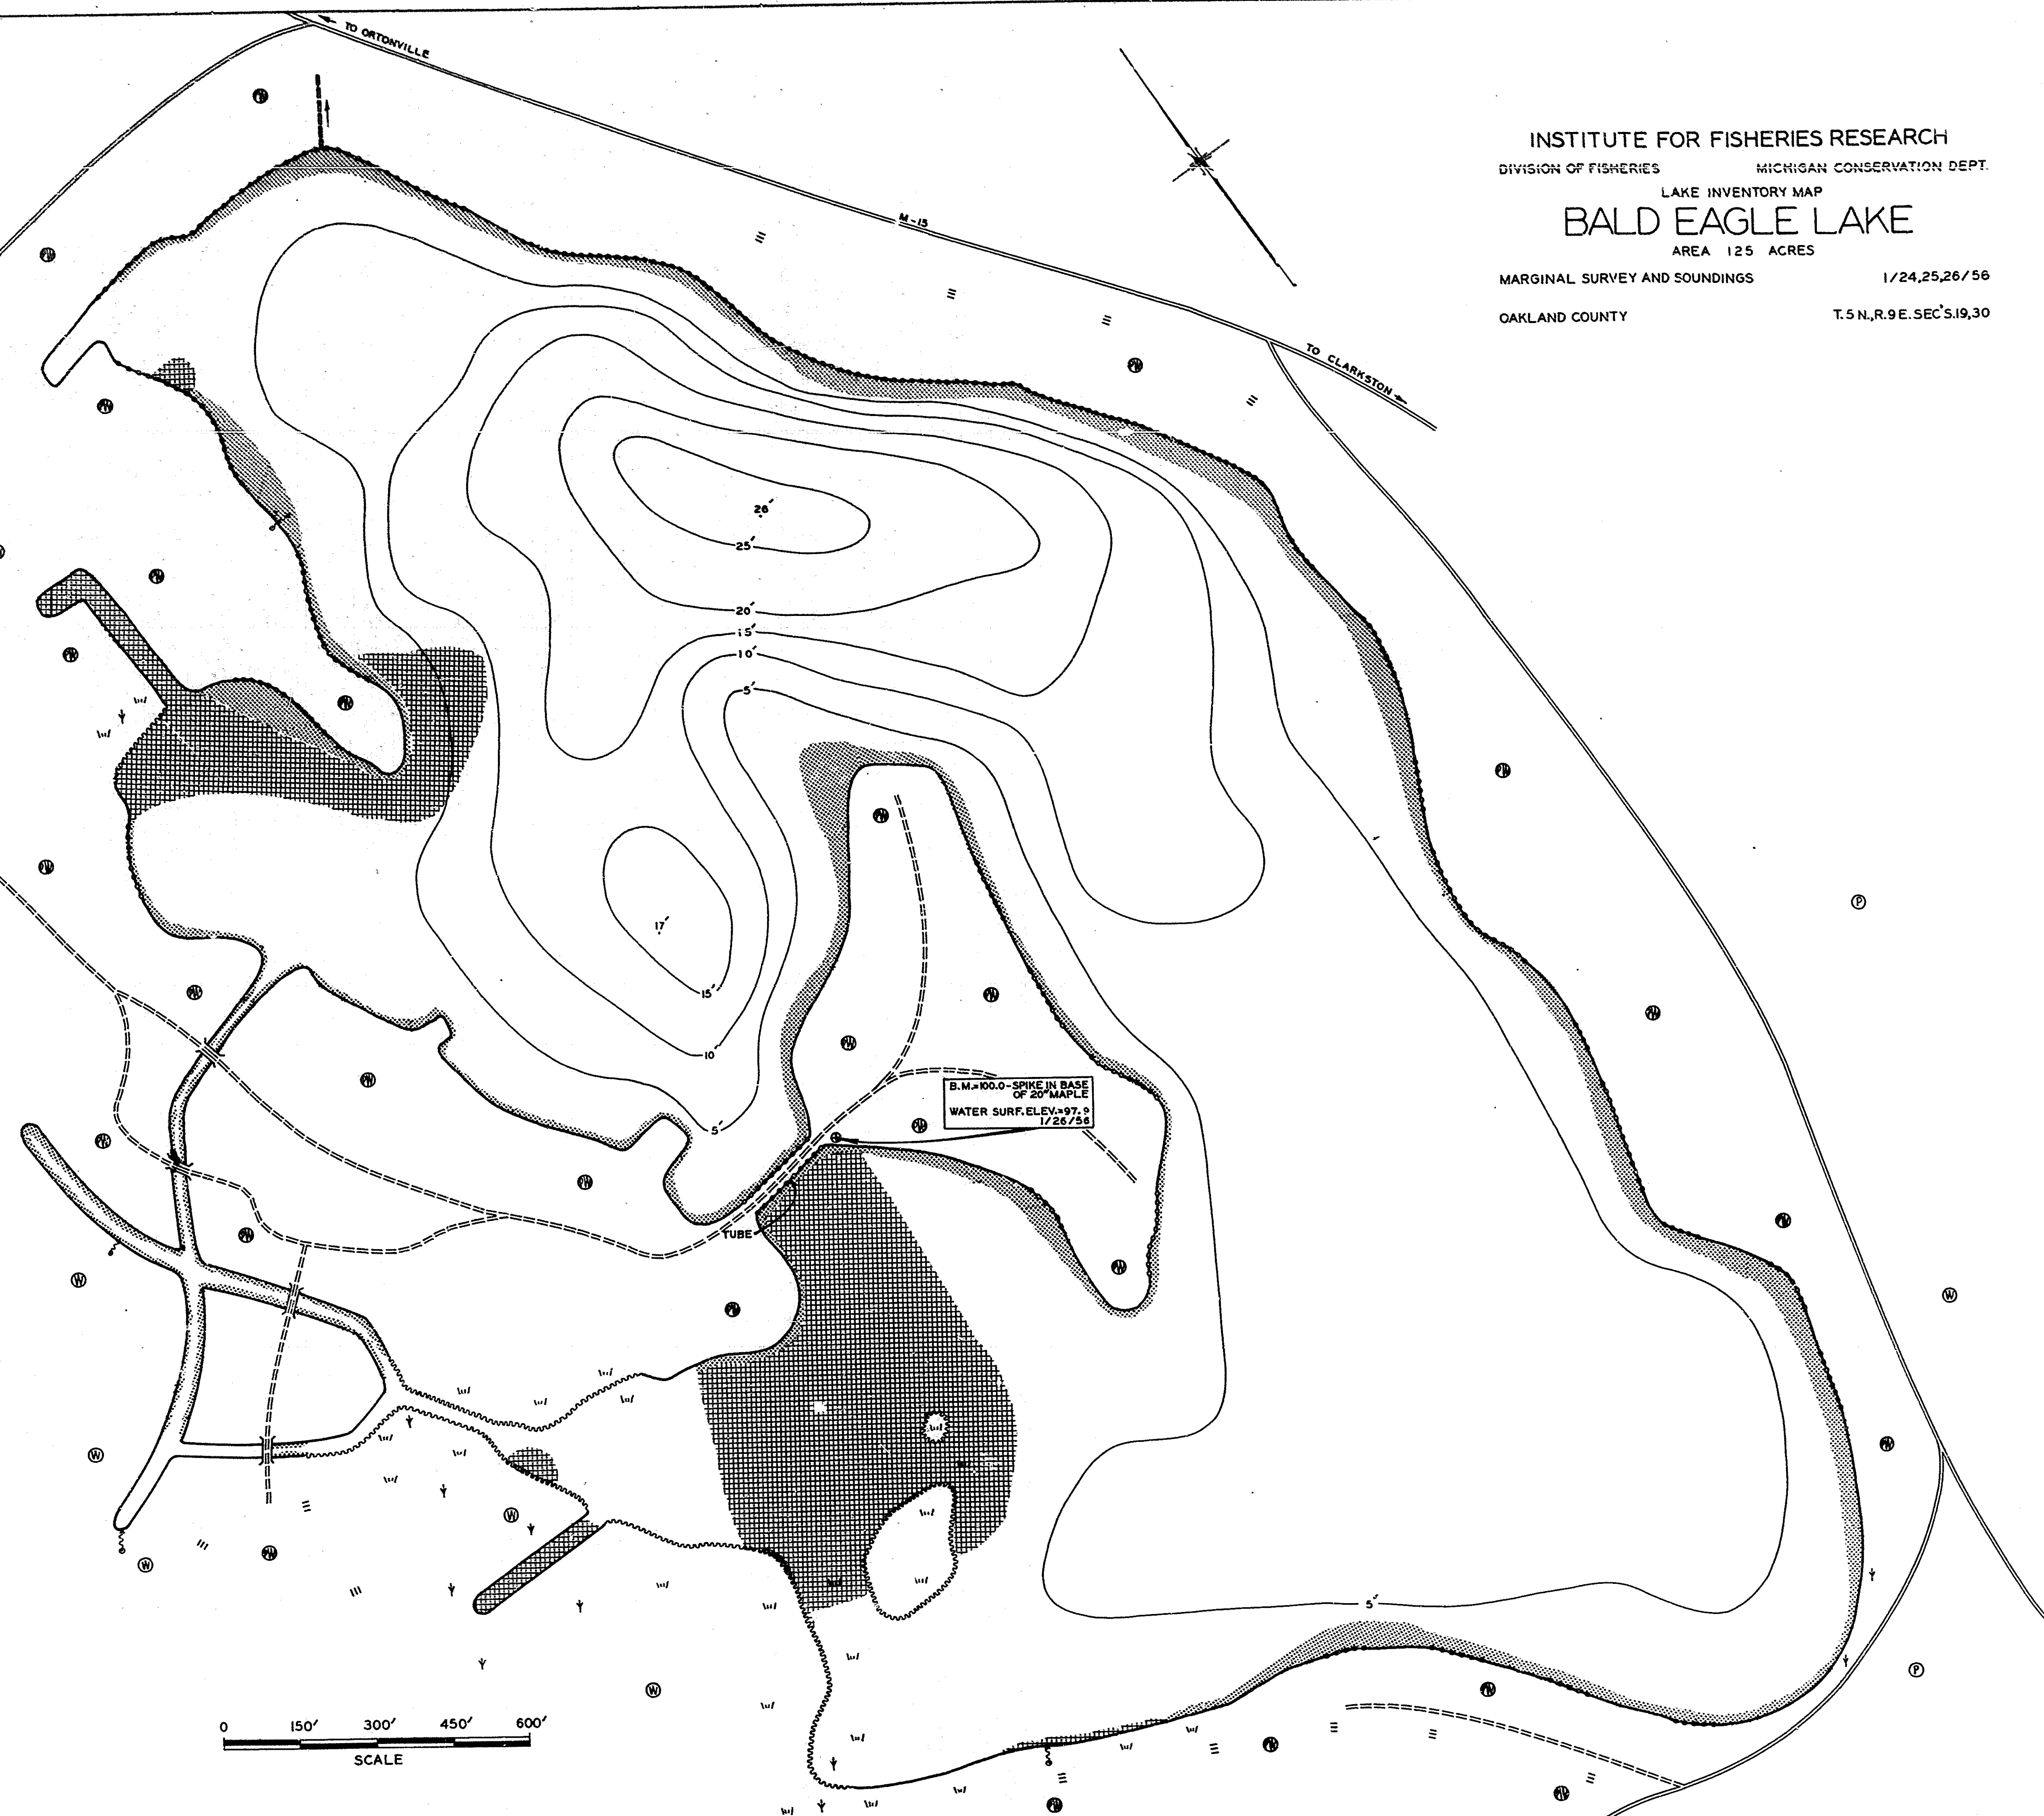 TO ORTONVILLE
INSTITUTE FOR FISHERIES RESEARCH
DIVISION OF FISHERIES MICHIGAN CONSERVATION DEPT.
LAKE INVENTORY MAP
BALD EAGLE LAKE
AREA 125 ACRES
MARGINAL SURVEY AND SOUNDINGS 1/24,25,26/56
OAKLAND COUNTY T.5N.,R.9E.SEC'S.19,30
M-15
TO CLARKSTON
26'
25'
20'
15'
10'
5'
17'
15'
10'
5'
B.M.=100.0-SPIKE IN BASE
OF 20" MAPLE
WATER SURF. ELEV.=97.9
1/26/56
TUBE
P
W
W
W
W
W
W
P
5'
0 150' 300' 450' 600'
SCALE